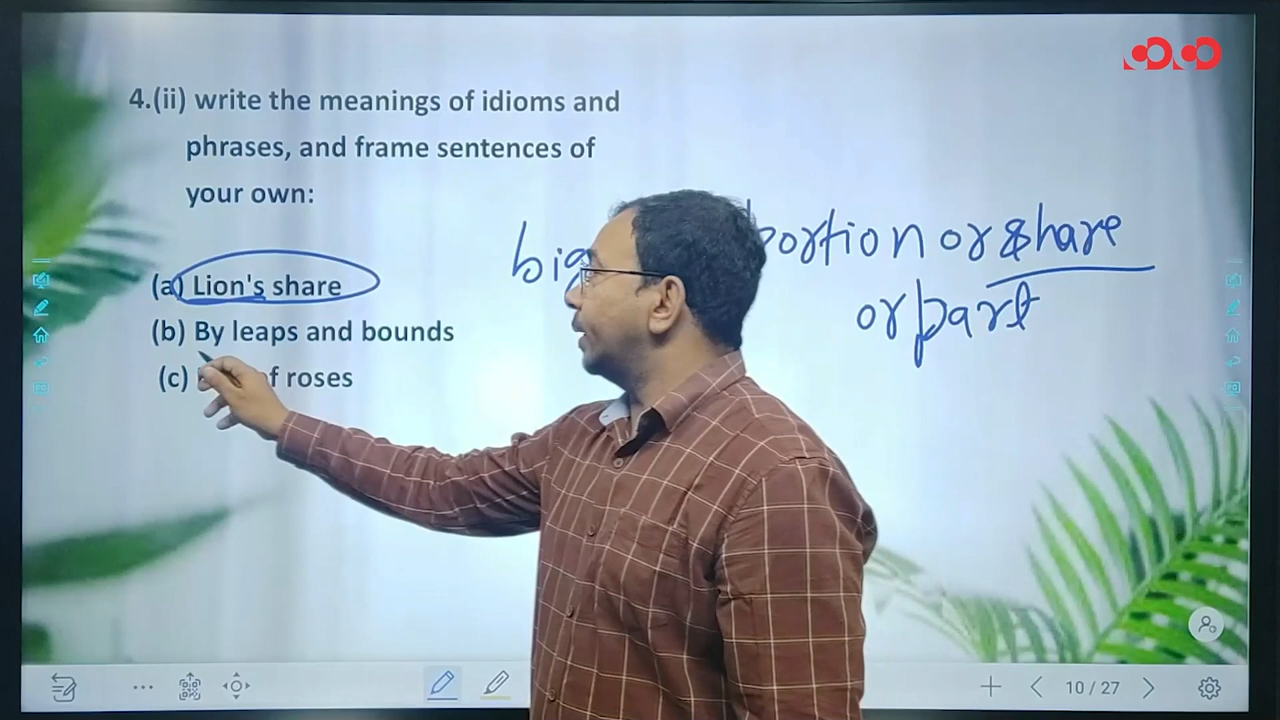 4.(ii) write the meanings of idioms and
phrases, and frame sentences of
your own:
(a) Lion's share
(b) By leaps and bounds
(c) of roses
portion or share
or part
10 / 27